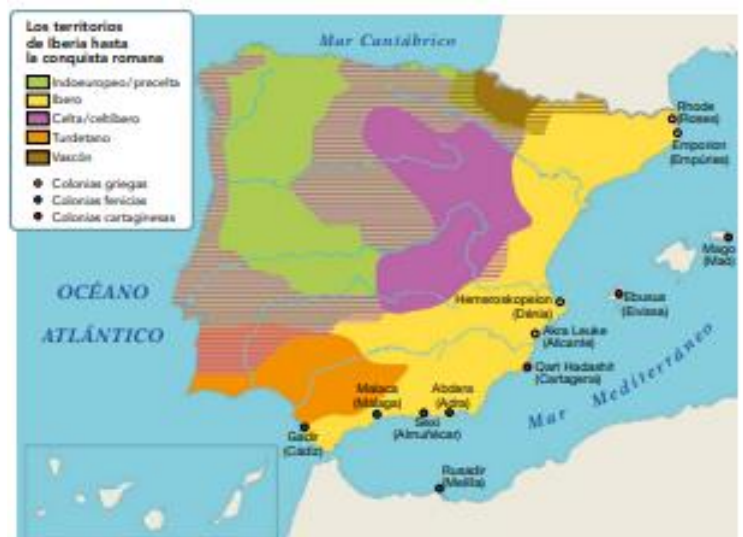 Los territorios
de Iberia hasta
la conquista romana
Indoeuropeo/precelta
Íbero
Celta/celtíbero
Turdetano
Vascón
Colonias griegas
Colonias fenicias
Colonias cartaginesas
Mar Cantábrico
Rhode
(Roses)
Emporion
(Empúries)
Mago
(Maó)
OCÉANO
ATLÁNTICO
Hemeroskopeion
(Dénia)
Ebusus
(Eivissa)
Akra Leuke
(Alicante)
Qart Hadashit
(Cartagena)
Mar Mediterráneo
Malaca
(Málaga)
Abdera
(Adra)
Sexi
(Almuñécar)
Gadir
(Cádiz)
Rusadir
(Melilla)